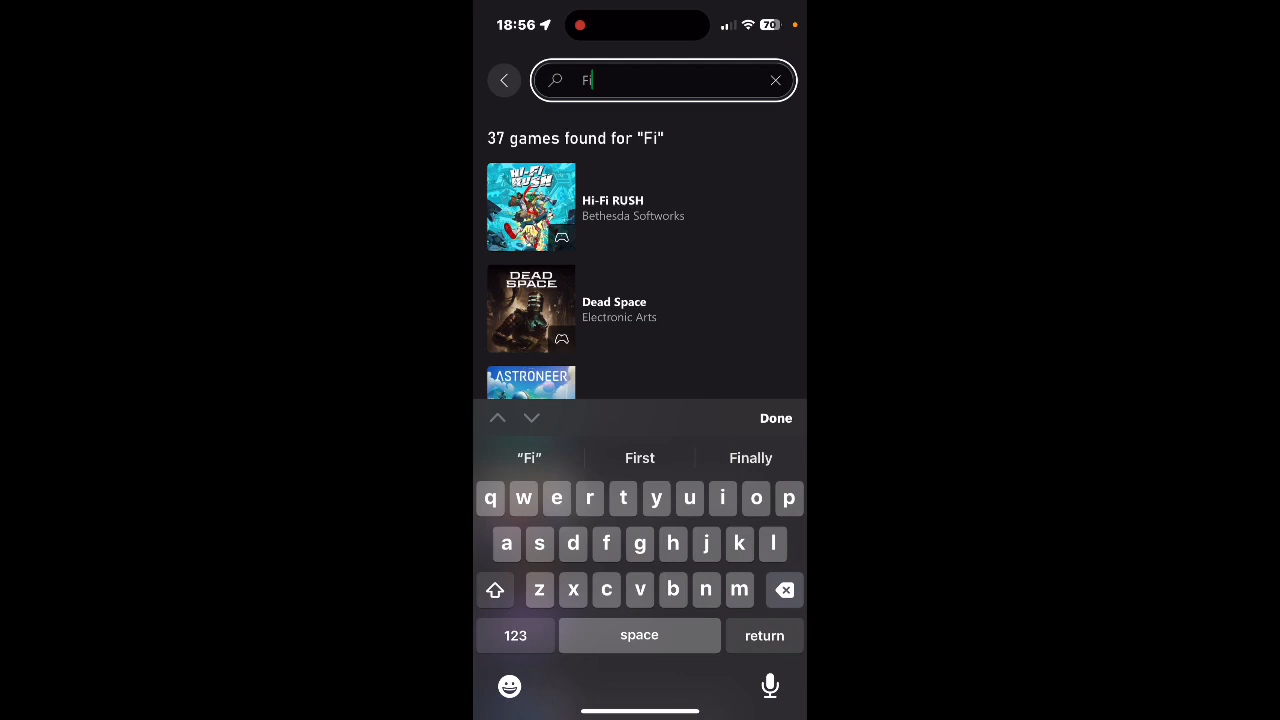 18:56
70
Fi
37 games found for "Fi"
HI-FI
RUSH
Hi-Fi RUSH
Bethesda Softworks
DEAD
SPACE
Dead Space
Electronic Arts
ASTRONEER
Done
“Fi”
First
Finally
q w e r t y u i o p
a s d f g h j k l
z x c v b n m
123
space
return